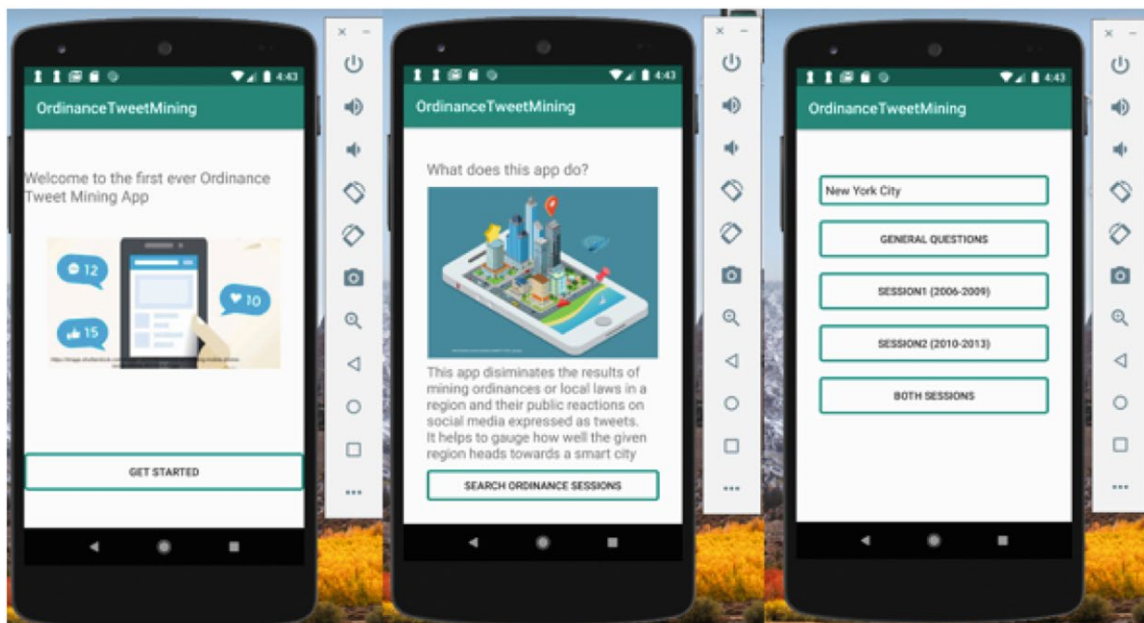 4:43
OrdinanceTweetMining
Welcome to the first ever Ordinance
Tweet Mining App
12
10
15
GET STARTED
4:43
OrdinanceTweetMining
What does this app do?
This app disiminates the results of
mining ordinances or local laws in a
region and their public reactions on
social media expressed as tweets.
It helps to gauge how well the given
region heads towards a smart city
SEARCH ORDINANCE SESSIONS
4:43
OrdinanceTweetMining
New York City
GENERAL QUESTIONS
SESSION1 (2006-2009)
SESSION2 (2010-2013)
BOTH SESSIONS